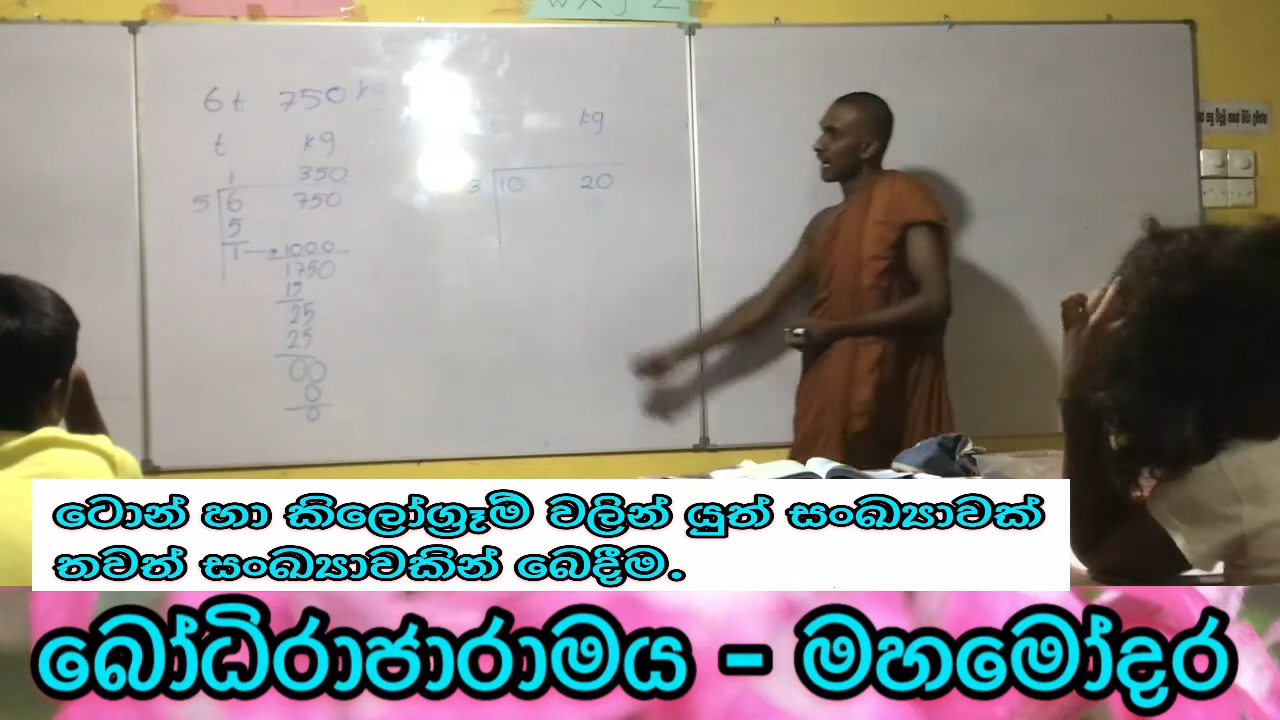 W X Y Z
6 t 750 kg
t kg
1 350
5 6 750
5
1 → 1000
1750
15
25
25
00
0
0
kg
3 10 20
ටොන් හා කිලෝග්‍රෑම් වලින් යුත් සංඛ්‍යාවක්
තවත් සංඛ්‍යාවකින් බෙදීම.
බෝධිරාජාරාමය - මහමෝදර